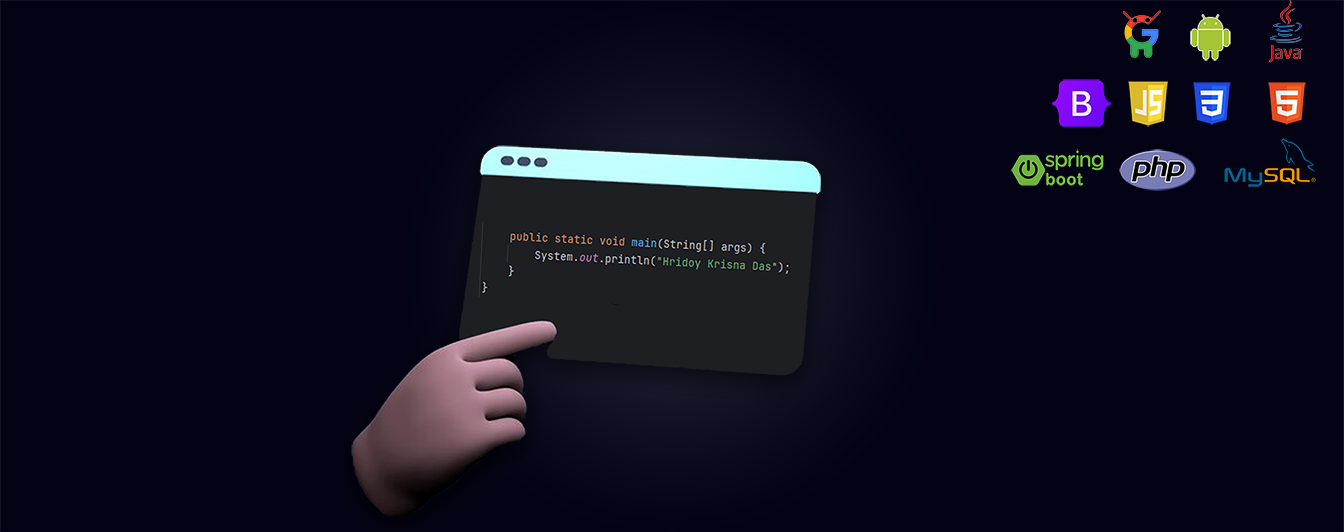 Java
B
JS
3
5
spring
boot
php
MySQL®
public static void main(String[] args) {
System.out.println("Hridoy Krisna Das");
}
}